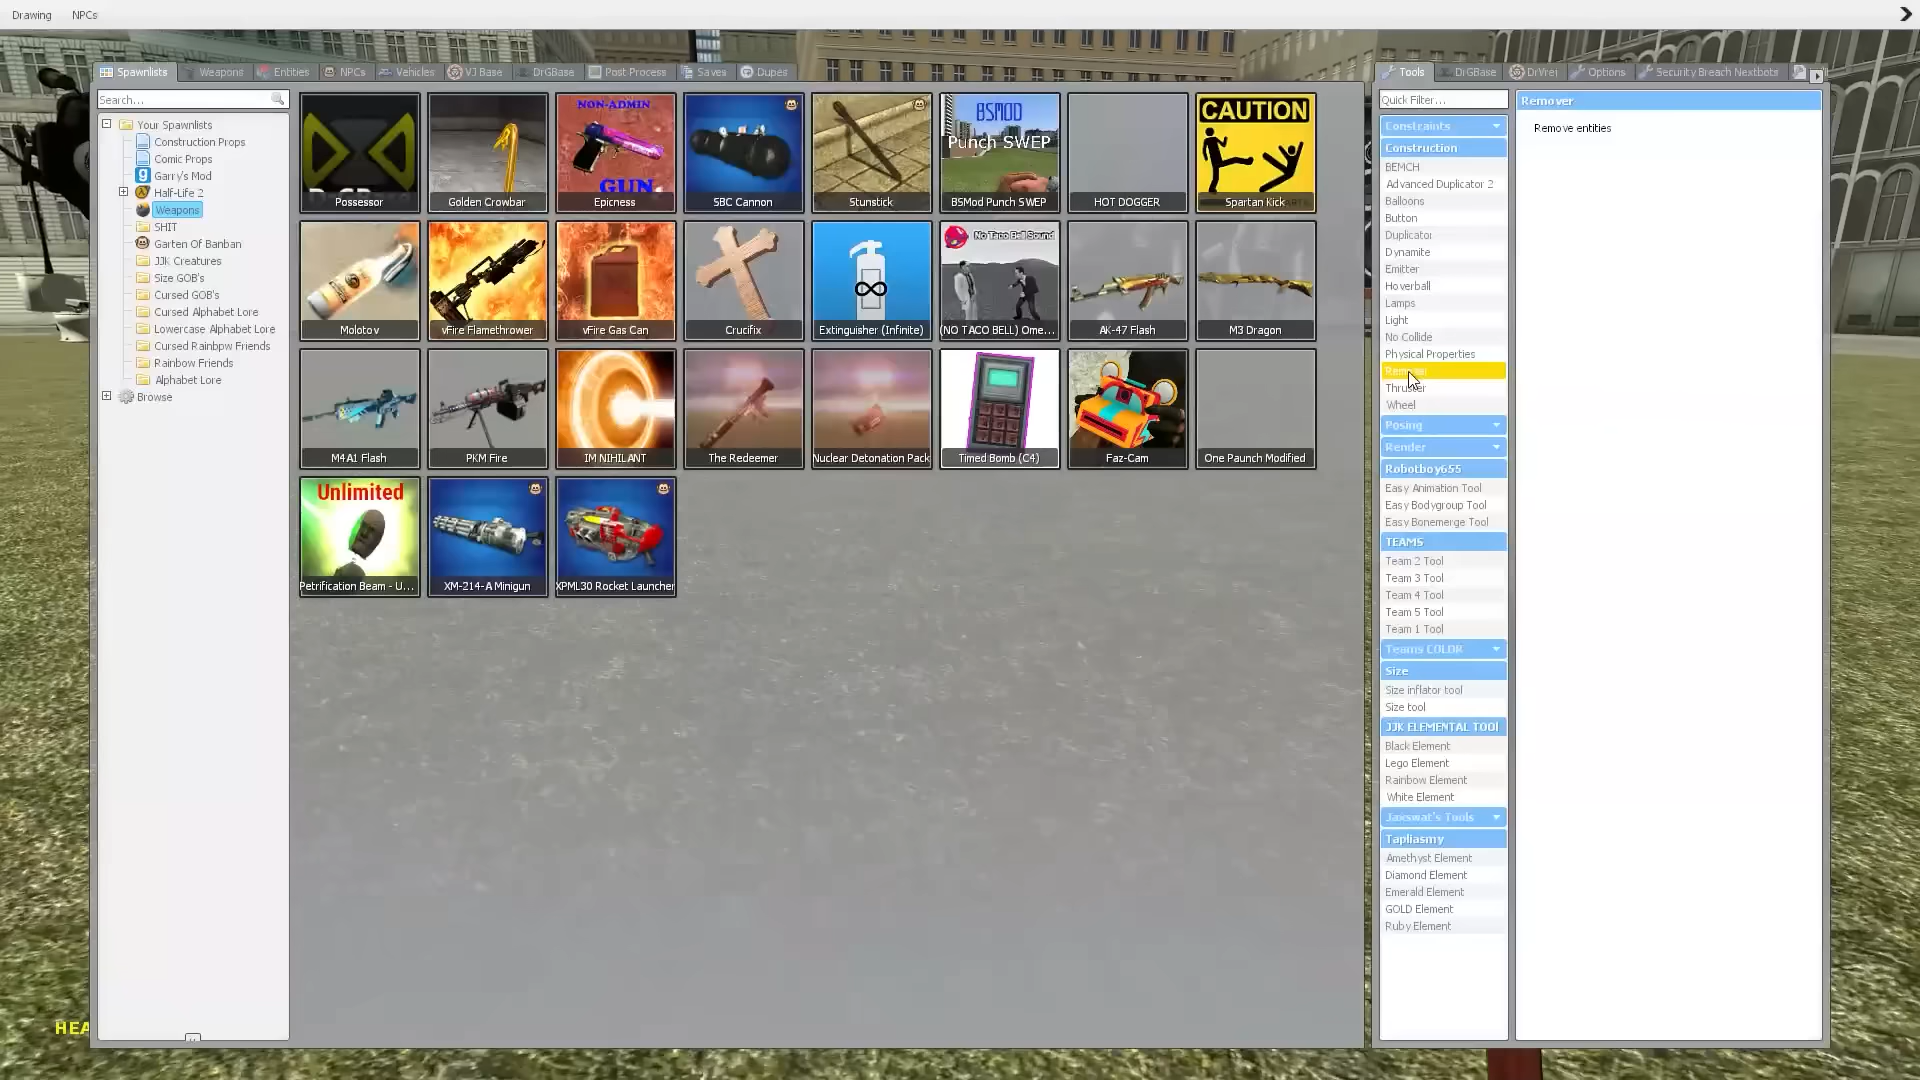 Drawing NPCs
Spawnlists Weapons Entities NPCs Vehicles VJ Base DrGBase Post Process Saves Dupes
Search...
Your Spawnlists
Construction Props
Comic Props
Garry's Mod
Half-Life 2
Weapons
SHIT
Garten Of Banban
JJK Creatures
Size GOB's
Cursed GOB's
Cursed Alphabet Lore
Lowercase Alphabet Lore
Cursed Rainbpw Friends
Rainbow Friends
Alphabet Lore
Browse
Possessor
Golden Crowbar
NON-ADMIN
GUN
Epicness
SBC Cannon
Stunstick
BSMOD
Punch SWEP
BSMod Punch SWEP
HOT DOGGER
CAUTION
Spartan Kick
Molotov
vFire Flamethrower
vFire Gas Can
Crucifix
Extinguisher (Infinite)
No Taco Bell Sound
(NO TACO BELL) Ome...
AK-47 Flash
M3 Dragon
M4A1 Flash
PKM Fire
IM NIHILANT
The Redeemer
Nuclear Detonation Pack
Timed Bomb (C4)
Faz-Cam
One Paunch Modified
Unlimited
Petrification Beam - U...
XM-214-A Minigun
XPML30 Rocket Launcher
HEA
Tools DrGBase DrVrej Options Security Breach Nextbots
Quick Filter...
Constraints
Construction
BEMCH
Advanced Duplicator 2
Balloons
Button
Duplicator
Dynamite
Emitter
Hoverball
Lamps
Light
No Collide
Physical Properties
Remover
Thruster
Wheel
Posing
Render
Robotboy655
Easy Animation Tool
Easy Bodygroup Tool
Easy Bonemerge Tool
TEAMS
Team 2 Tool
Team 3 Tool
Team 4 Tool
Team 5 Tool
Team 1 Tool
Teams COLOR
Size
Size inflator tool
Size tool
JJK ELEMENTAL TOOl
Black Element
Lego Element
Rainbow Element
White Element
Jaxswat's Tools
Tapliasmy
Amethyst Element
Diamond Element
Emerald Element
GOLD Element
Ruby Element
Remover
Remove entities